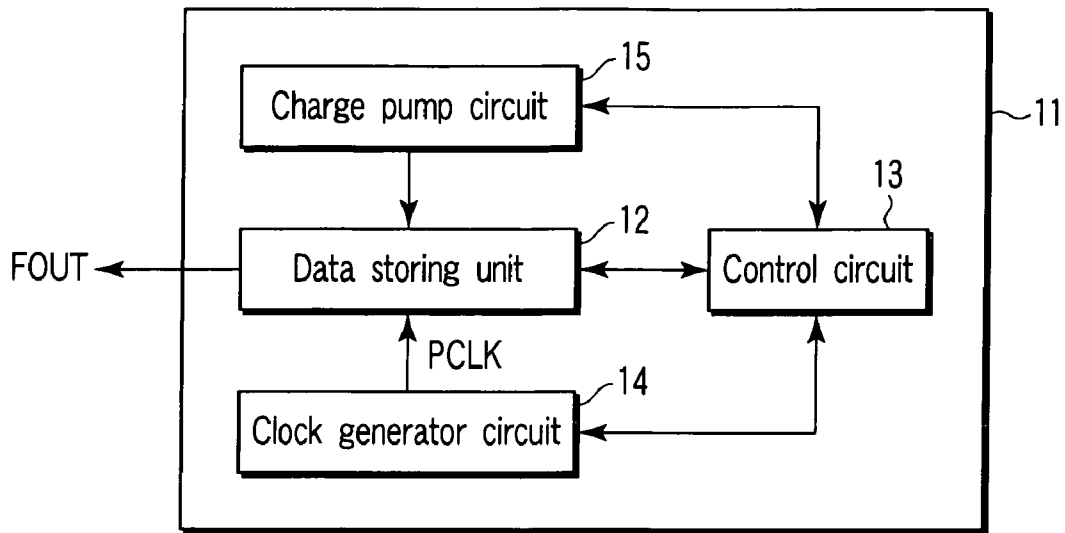 15
Charge pump circuit
11
13
12
FOUT
Data storing unit
Control circuit
PCLK
14
Clock generator circuit